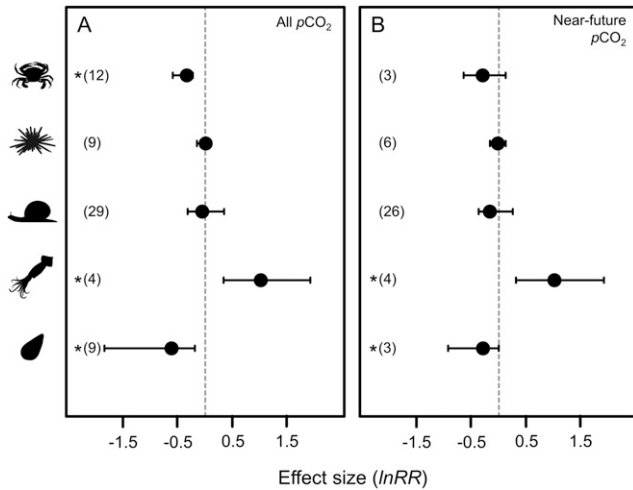 A
All pCO₂
*(12)
(9)
(29)
*(4)
*(9)
-1.5 -0.5 0.5 1.5
B
Near-future
pCO₂
(3)
(6)
(26)
*(4)
*(3)
-1.5 -0.5 0.5 1.5
Effect size (lnRR)